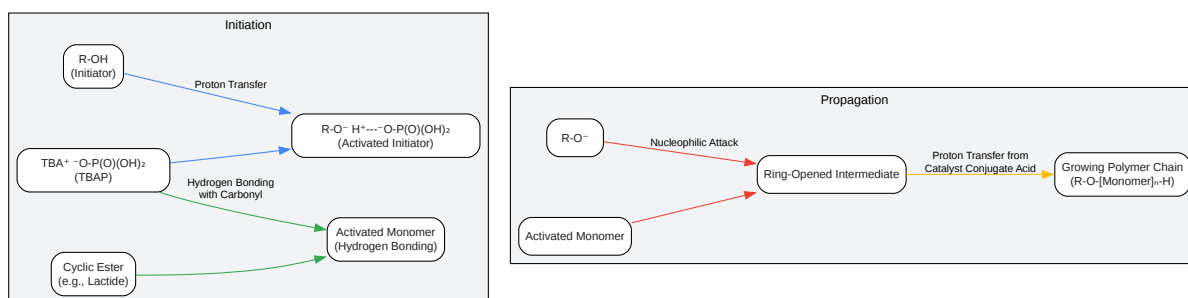 Initiation
R-OH
(Initiator)
Proton Transfer
R-O⁻ H⁺---⁻O-P(O)(OH)₂
(Activated Initiator)
TBA⁺ ⁻O-P(O)(OH)₂
(TBAP)
Hydrogen Bonding
with Carbonyl
Activated Monomer
(Hydrogen Bonding)
Cyclic Ester
(e.g., Lactide)
Propagation
R-O⁻
Nucleophilic Attack
Ring-Opened Intermediate
Proton Transfer from
Catalyst Conjugate Acid
Growing Polymer Chain
(R-O-[Monomer]ₙ-H)
Activated Monomer